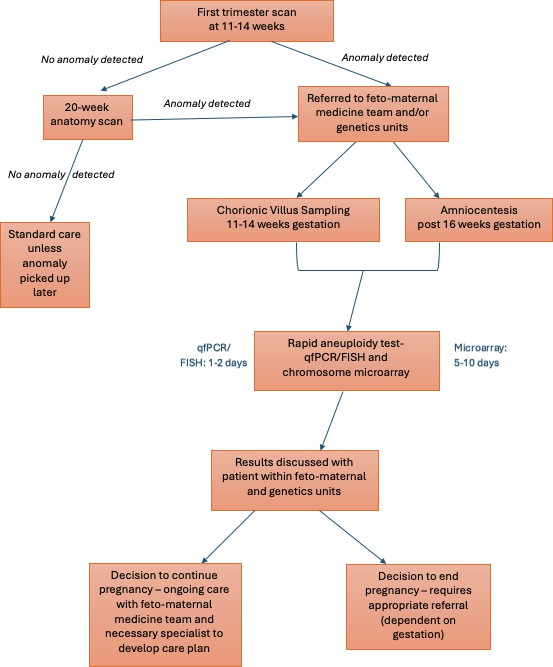 First trimester scan
at 11-14 weeks
No anomaly detected
Anomaly detected
20-week
anatomy scan
Anomaly detected
Referred to feto-maternal
medicine team and/or
genetics units
No anomaly detected
Standard care
unless
anomaly
picked up
later
Chorionic Villus Sampling
11-14 weeks gestation
Amniocentesis
post 16 weeks gestation
qfPCR/
FISH: 1-2 days
Rapid aneuploidy test-
qfPCR/FISH and
chromosome microarray
Microarray:
5-10 days
Results discussed with
patient within feto-maternal
and genetics units
Decision to continue
pregnancy – ongoing care
with feto-maternal
medicine team and
necessary specialist to
develop care plan
Decision to end
pregnancy – requires
appropriate referral
(dependent on
gestation)